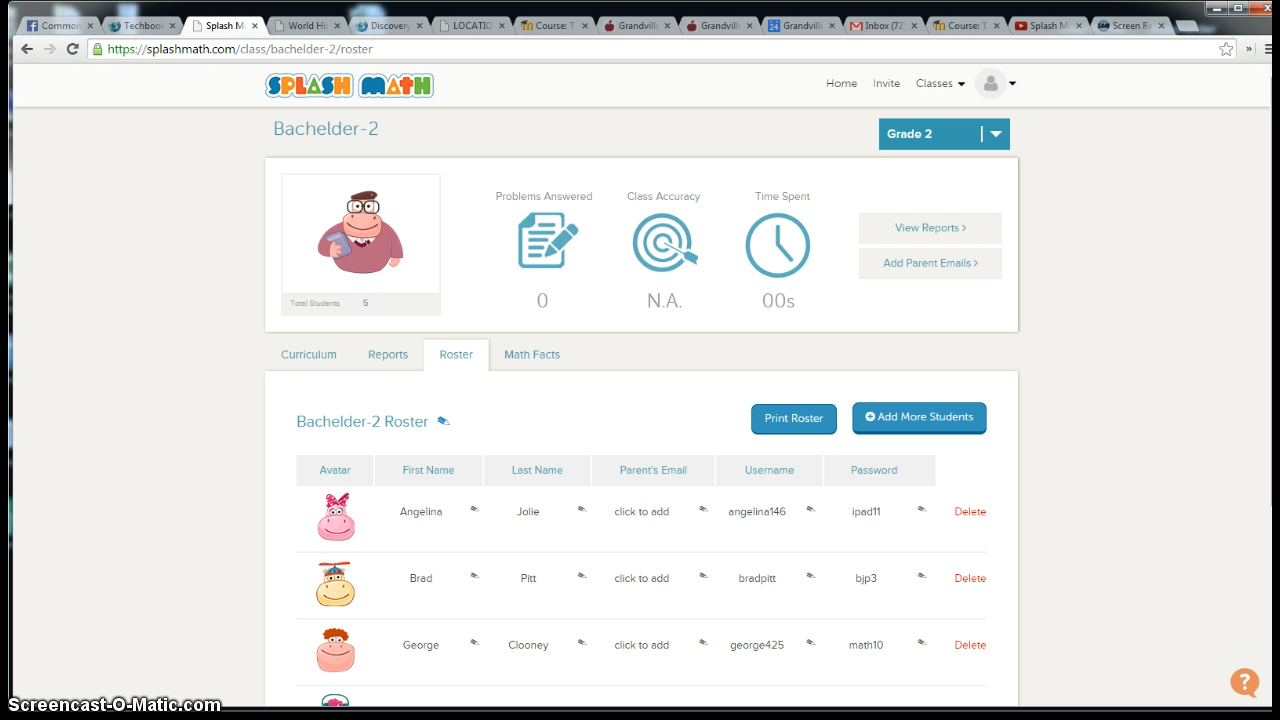 Common
Techbook
Splash M
World Hi
Discovery
LOCATIO
Course: T
Grandville
Grandvill
Grandvill
Inbox (72
Course: T
Splash M
Screen Re
https://splashmath.com/class/bachelder-2/roster
SPLASH MATH
Home Invite Classes
Bachelder-2
Grade 2
Problems Answered Class Accuracy Time Spent
View Reports >
Add Parent Emails >
0 N.A. 00s
Total Students 5
Curriculum Reports Roster Math Facts
Bachelder-2 Roster
Print Roster
Add More Students
Avatar First Name Last Name Parent's Email Username Password
Angelina Jolie click to add angelina146 ipad11 Delete
Brad Pitt click to add bradpitt bjp3 Delete
George Clooney click to add george425 math10 Delete
?
Screencast-O-Matic.com